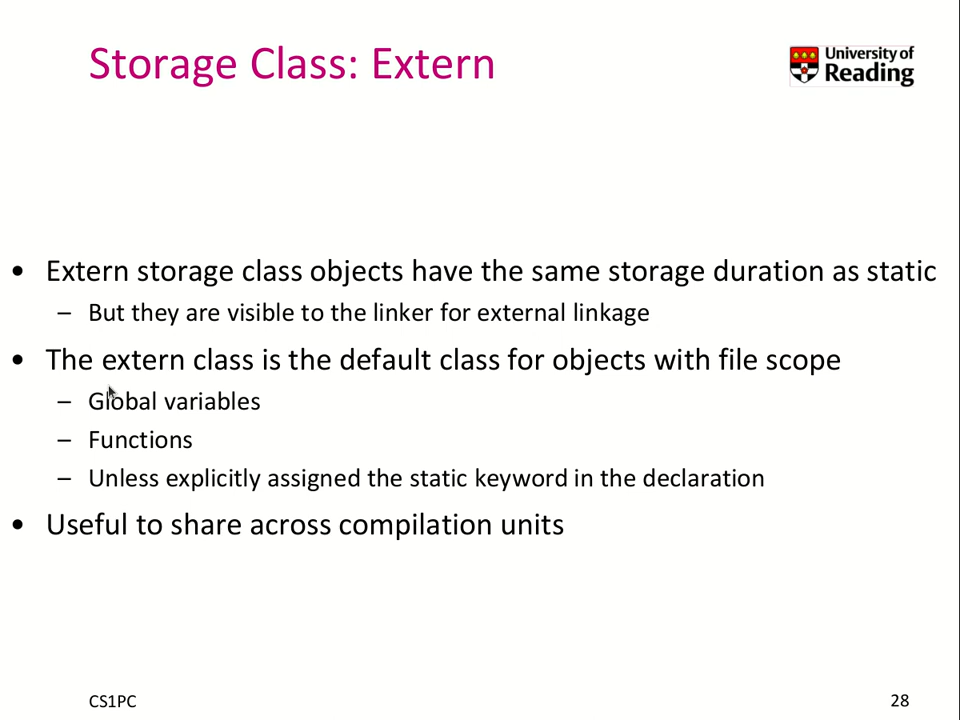 Storage Class: Extern
University of
Reading
• Extern storage class objects have the same storage duration as static
– But they are visible to the linker for external linkage
• The extern class is the default class for objects with file scope
– Global variables
– Functions
– Unless explicitly assigned the static keyword in the declaration
• Useful to share across compilation units
CS1PC
28